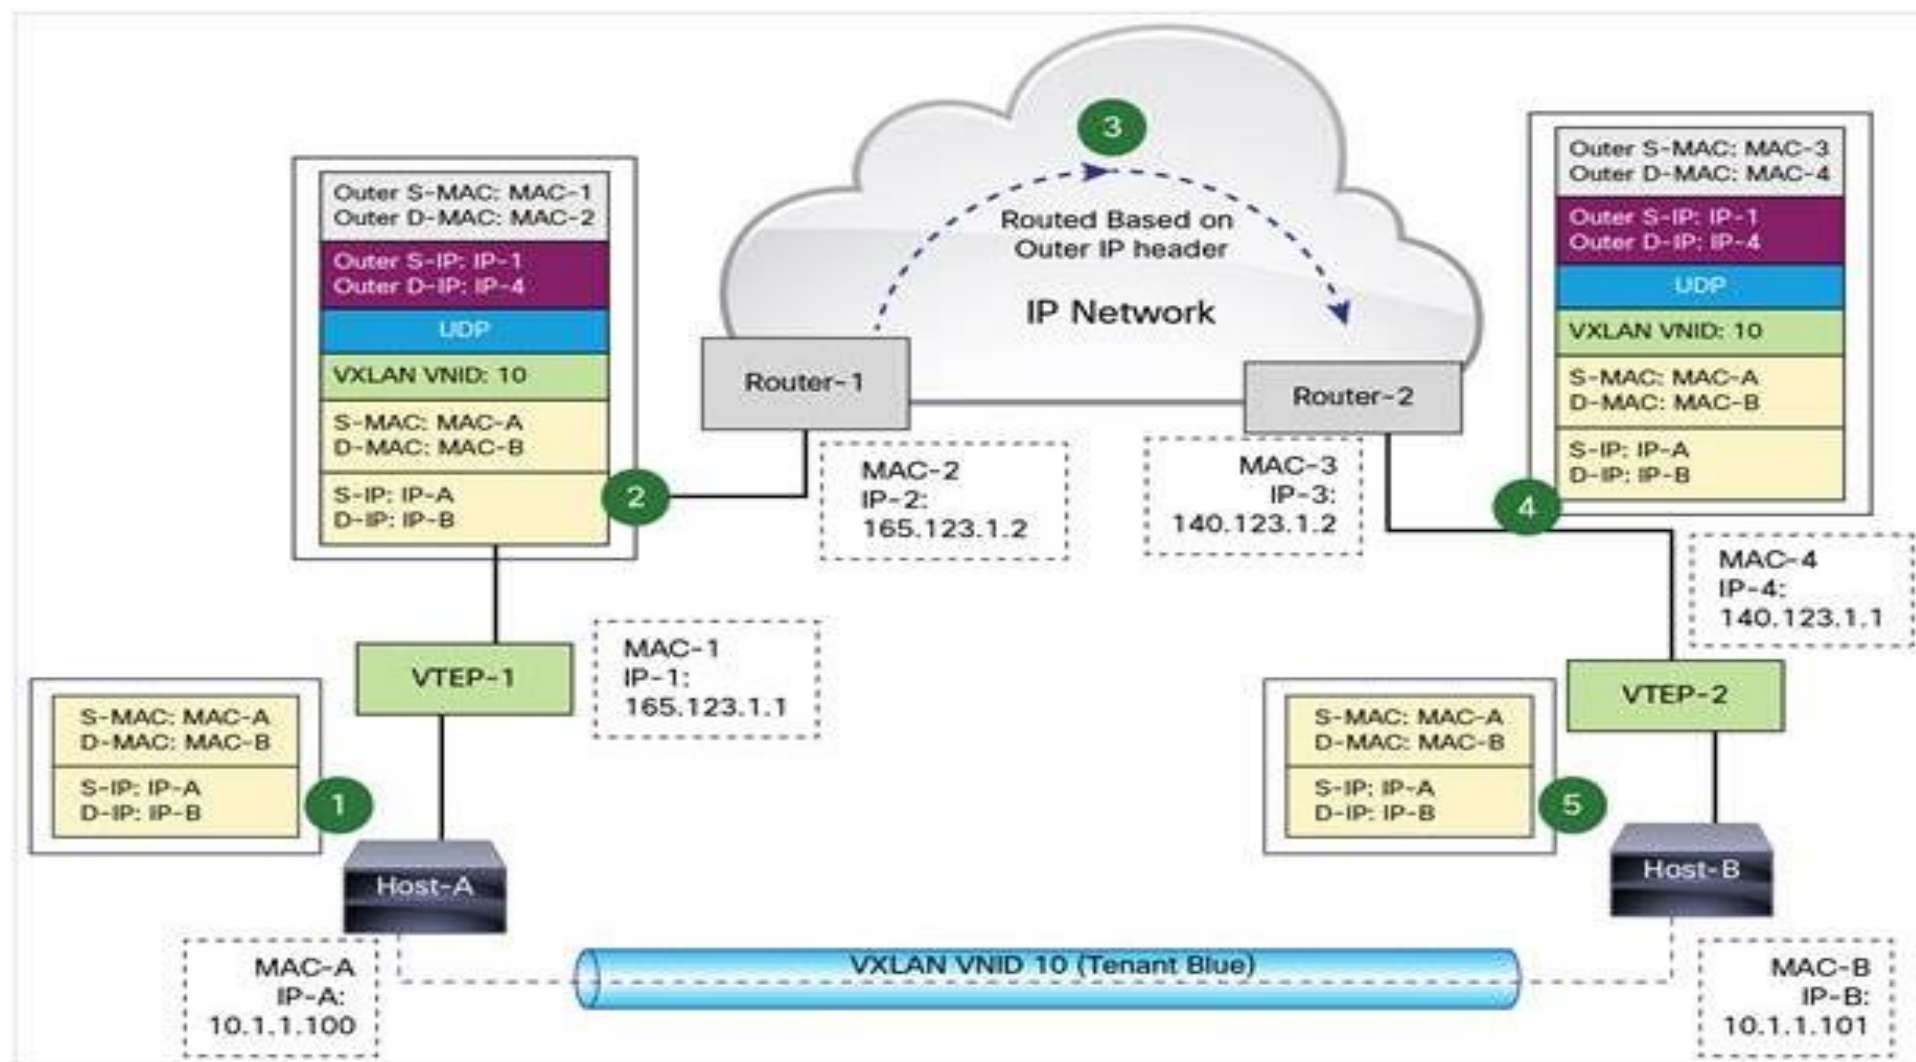 3
Routed Based on
Outer IP header
IP Network
Outer S-MAC: MAC-1
Outer D-MAC: MAC-2
Outer S-IP: IP-1
Outer D-IP: IP-4
UDP
VXLAN VNID: 10
S-MAC: MAC-A
D-MAC: MAC-B
S-IP: IP-A
D-IP: IP-B
2
Router-1
MAC-2
IP-2:
165.123.1.2
Router-2
MAC-3
IP-3:
140.123.1.2
Outer S-MAC: MAC-3
Outer D-MAC: MAC-4
Outer S-IP: IP-1
Outer D-IP: IP-4
UDP
VXLAN VNID: 10
S-MAC: MAC-A
D-MAC: MAC-B
S-IP: IP-A
D-IP: IP-B
4
MAC-4
IP-4:
140.123.1.1
VTEP-1
MAC-1
IP-1:
165.123.1.1
S-MAC: MAC-A
D-MAC: MAC-B
S-IP: IP-A
D-IP: IP-B
1
Host-A
MAC-A
IP-A:
10.1.1.100
VXLAN VNID 10 (Tenant Blue)
VTEP-2
S-MAC: MAC-A
D-MAC: MAC-B
S-IP: IP-A
D-IP: IP-B
5
Host-B
MAC-B
IP-B:
10.1.1.101